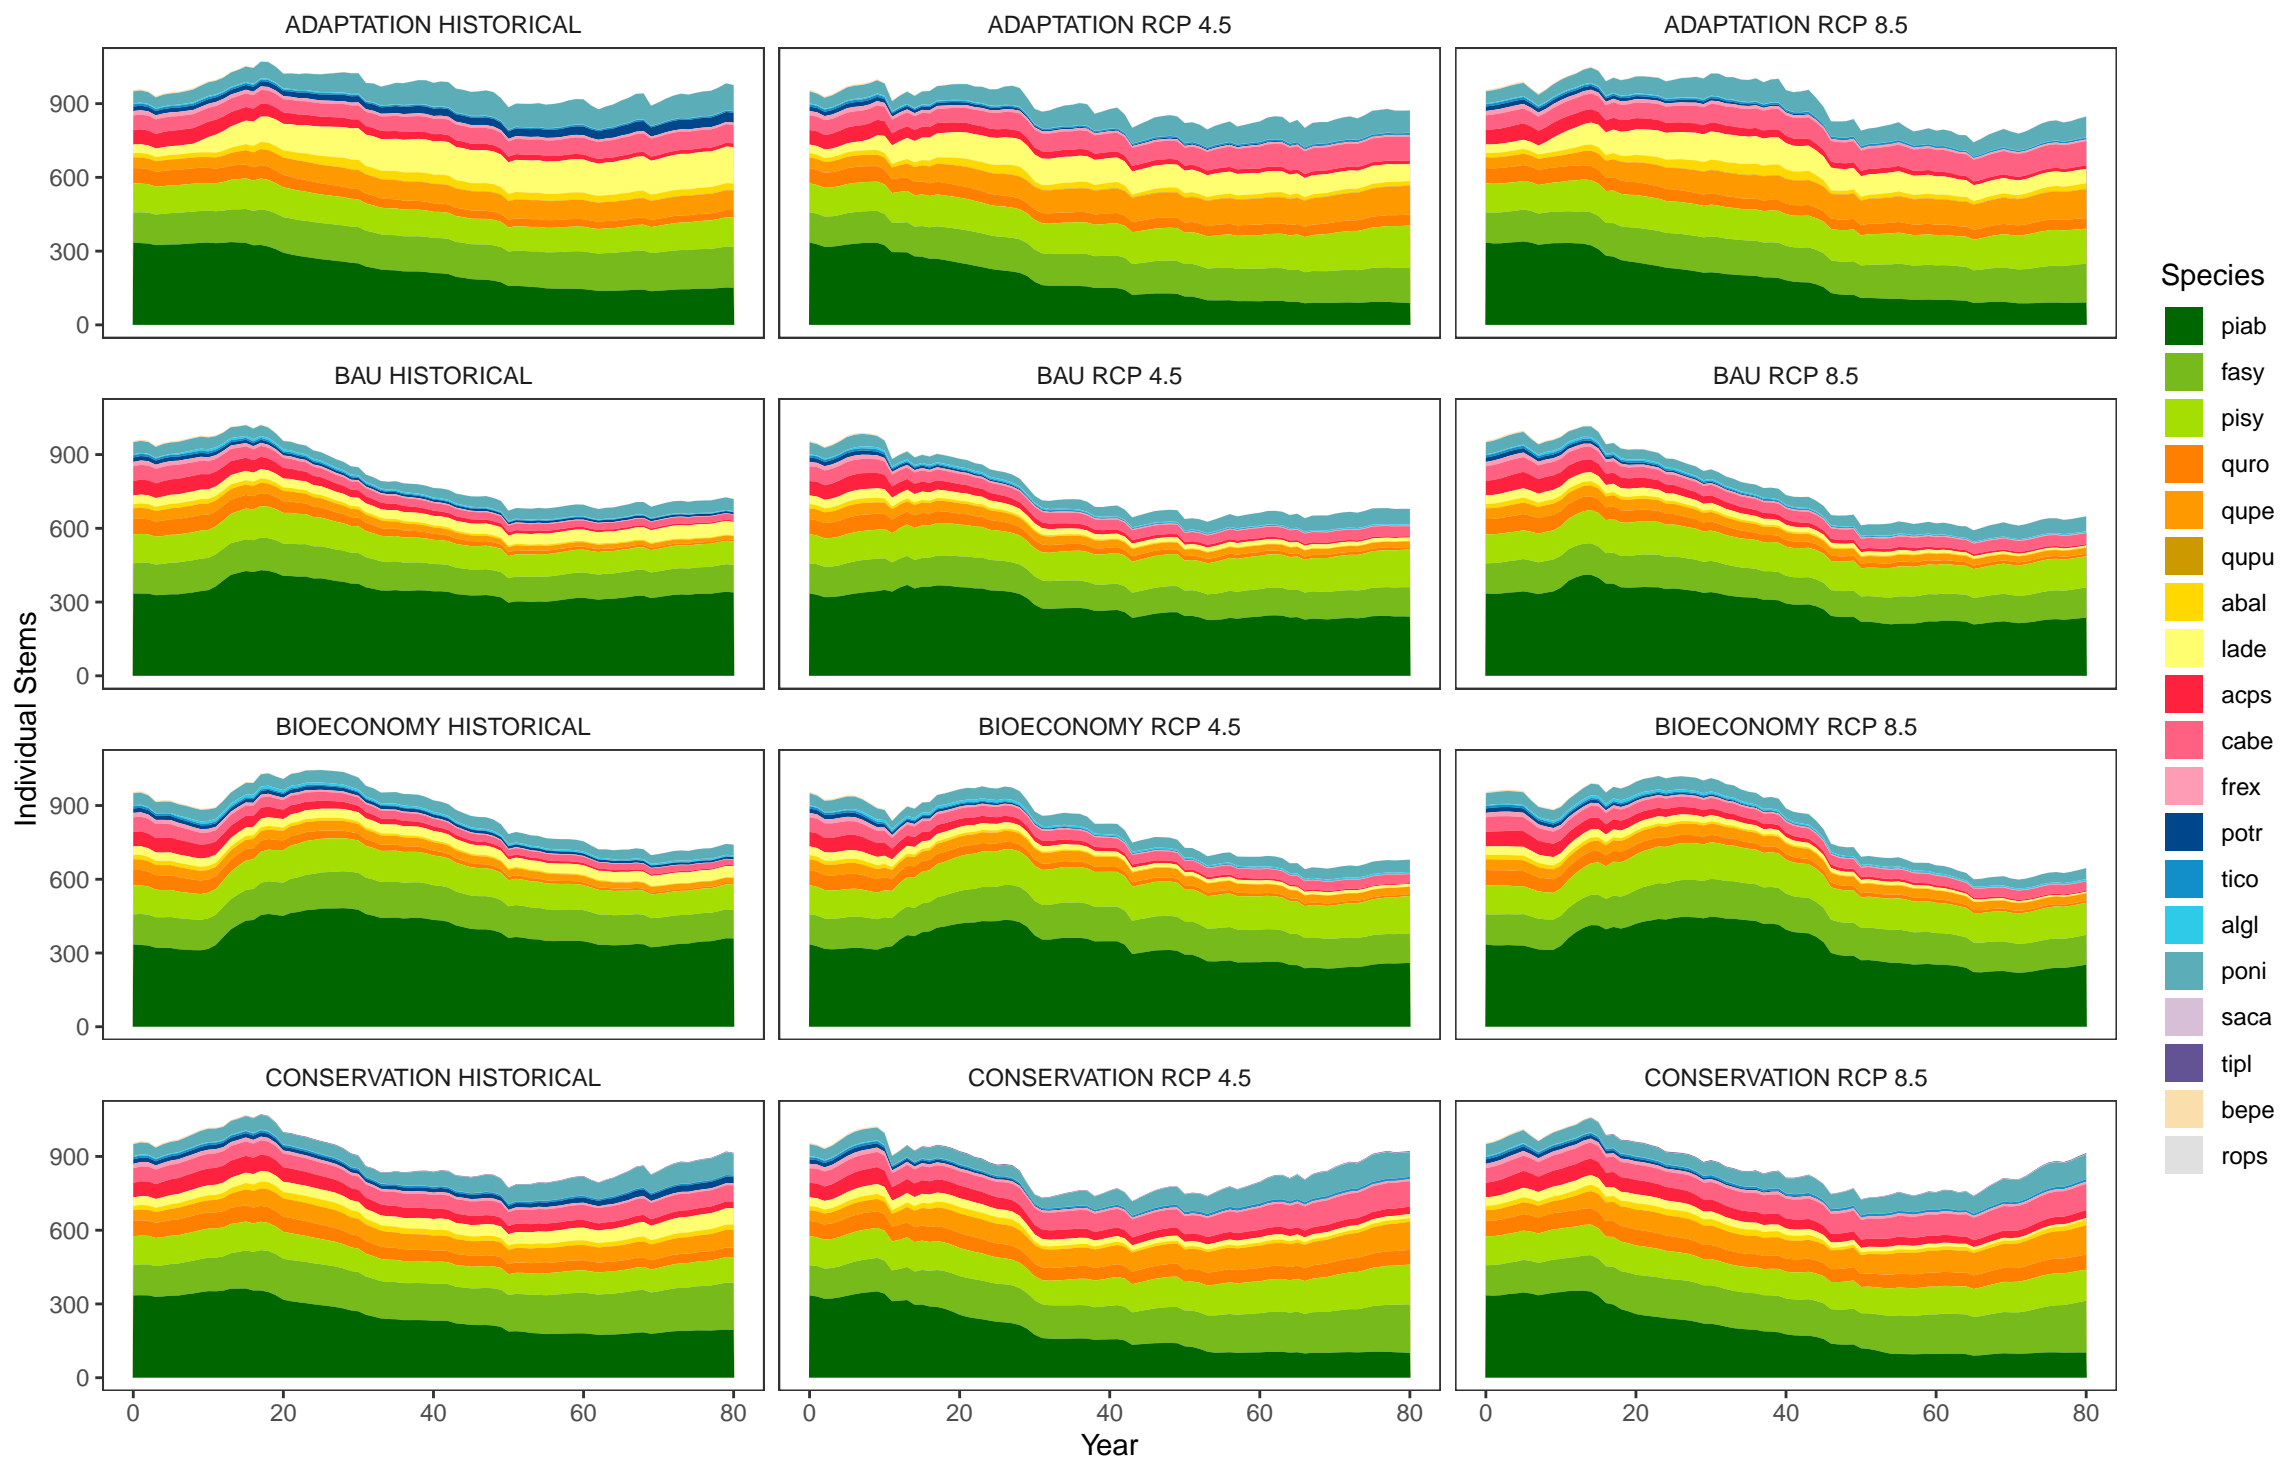 ADAPTATION HISTORICAL
ADAPTATION RCP 4.5
ADAPTATION RCP 8.5
900
600
300
0
BAU HISTORICAL
BAU RCP 4.5
BAU RCP 8.5
900
600
300
0
BIOECONOMY HISTORICAL
BIOECONOMY RCP 4.5
BIOECONOMY RCP 8.5
900
600
300
0
CONSERVATION HISTORICAL
CONSERVATION RCP 4.5
CONSERVATION RCP 8.5
900
600
300
0
0 20 40 60 80
0 20 40 60 80
0 20 40 60 80
Year
Individual Stems
Species
piab
fasy
pisy
quro
qupe
qupu
abal
lade
acps
cabe
frex
potr
tico
algl
poni
saca
tipl
bepe
rops